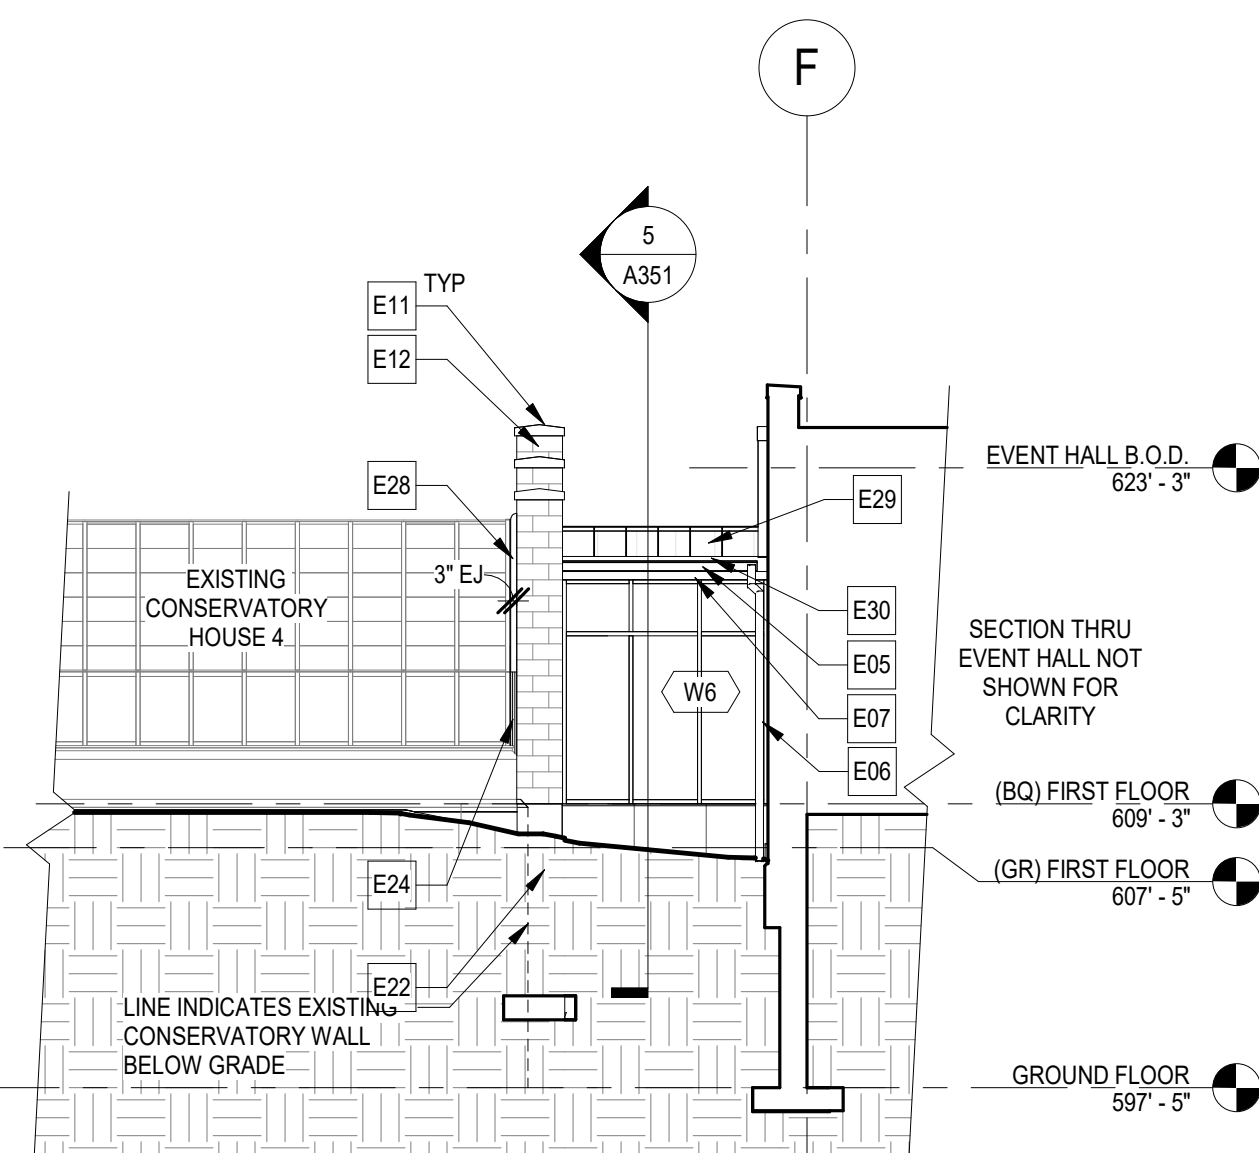 F
5
A351
E11
TYP
E12
EVENT HALL B.O.D.
623' - 3"
E28
E29
3" EJ
EXISTING
CONSERVATORY
HOUSE 4
E30
SECTION THRU
EVENT HALL NOT
SHOWN FOR
CLARITY
E05
W6
E07
E06
(BQ) FIRST FLOOR
609' - 3"
(GR) FIRST FLOOR
607' - 5"
E24
E22
LINE INDICATES EXISTING
CONSERVATORY WALL
BELOW GRADE
GROUND FLOOR
597' - 5"